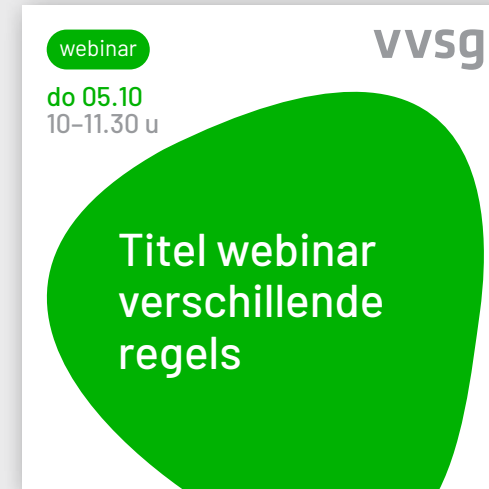 webinar
vvsg
do 05.10
10–11.30 u
Titel webinar
verschillende
regels